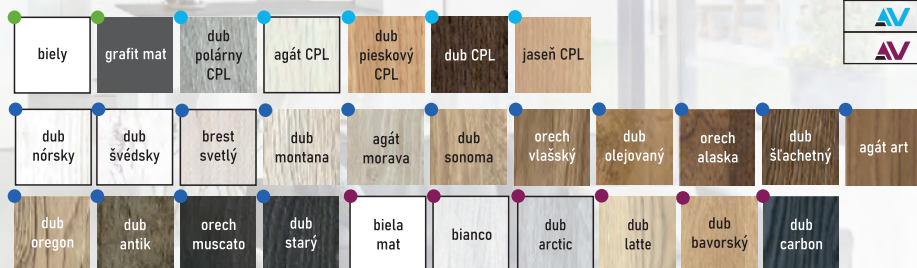 biely
grafit mat
dub
polárny
CPL
agát CPL
dub
pieskový
CPL
dub CPL
jaseň CPL
AV
AV
dub
nórsky
dub
švédsky
brest
svetlý
dub
montana
agát
morava
dub
sonoma
orech
vlašský
dub
olejovaný
orech
alaska
dub
šľachetný
agát art
dub
oregon
dub
antik
orech
muscato
dub
starý
biela
mat
bianco
dub
arctic
dub
latte
dub
bavorský
dub
carbon